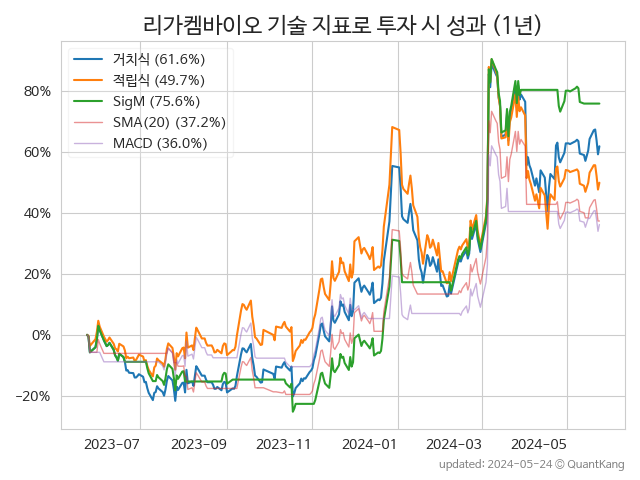 리가켐바이오 기술 지표로 투자 시 성과 (1년)
거치식 (61.6%)
적립식 (49.7%)
SigM (75.6%)
SMA(20) (37.2%)
MACD (36.0%)
80%
60%
40%
20%
0%
−20%
2023-07
2023-09
2023-11
2024-01
2024-03
2024-05
updated: 2024-05-24 © QuantKang